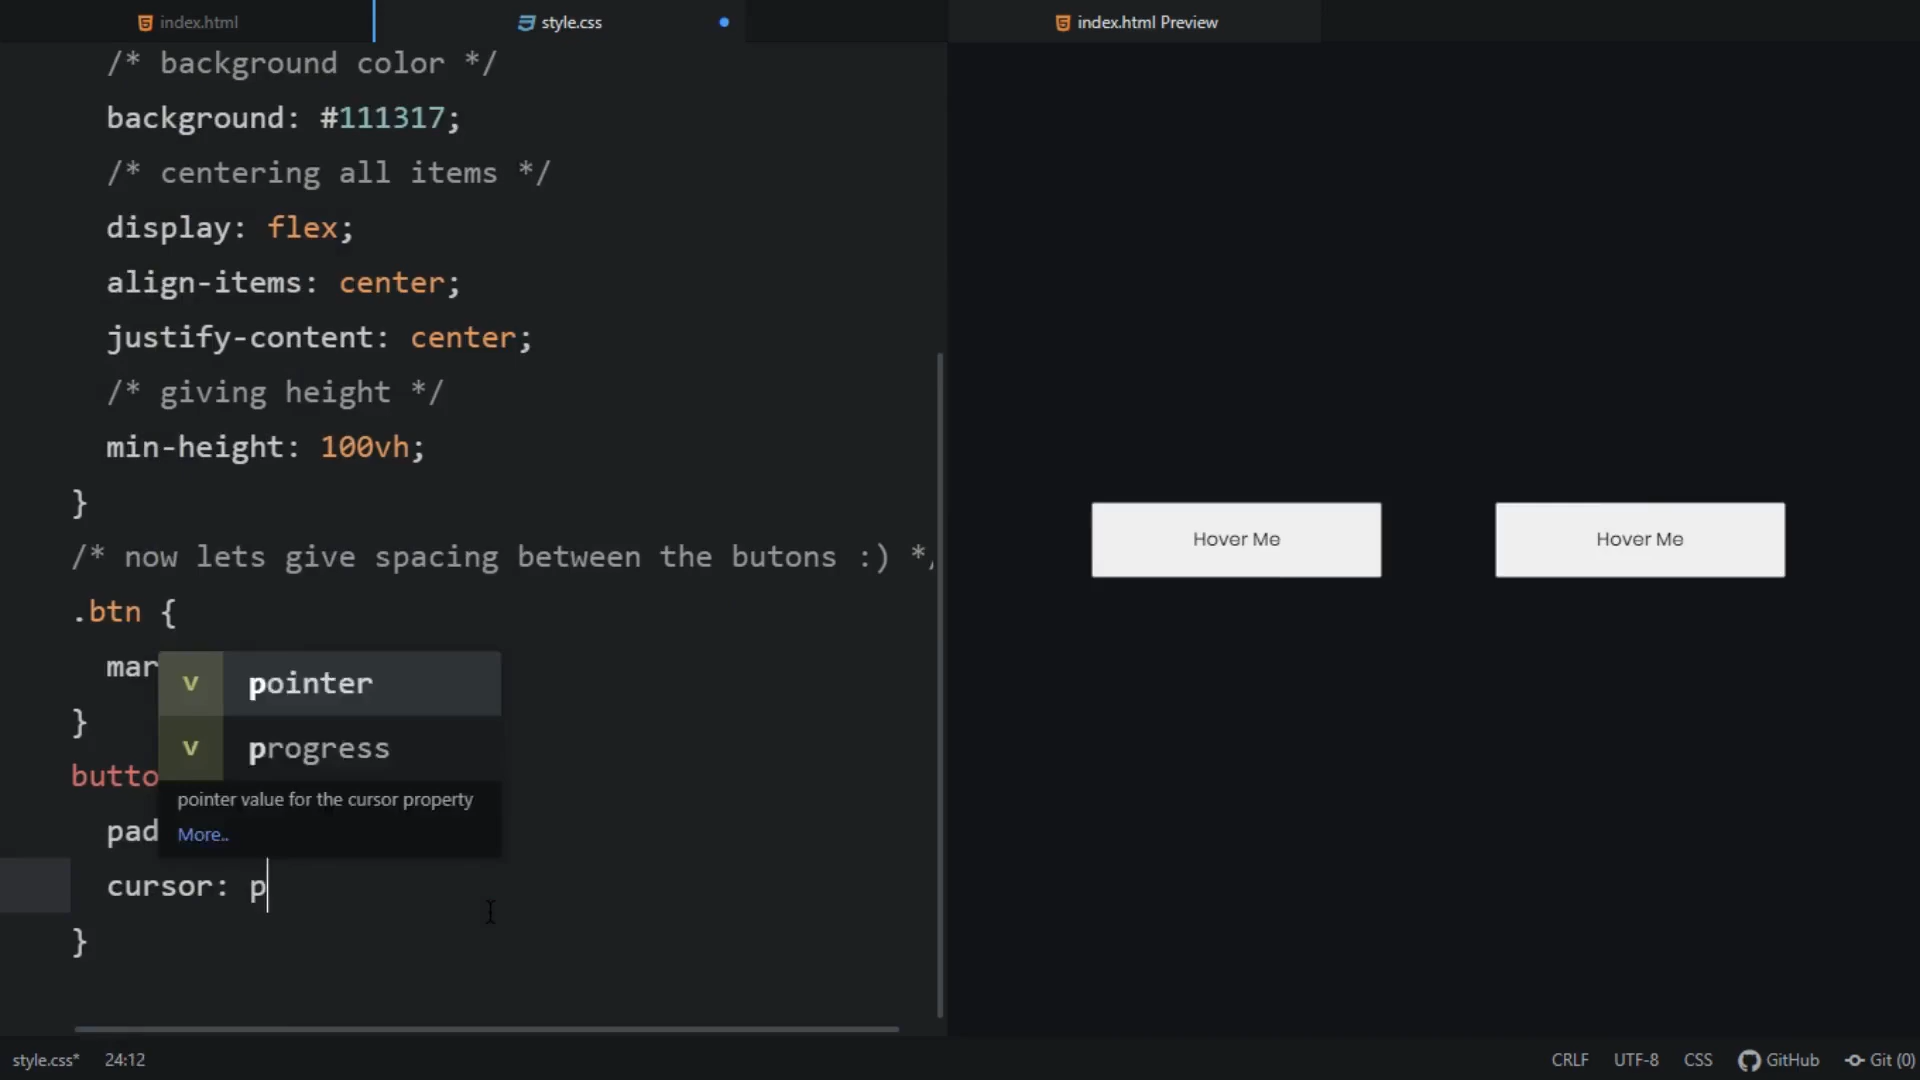 index.html
style.css
index.html Preview
/* background color */
background: #111317;
/* centering all items */
display: flex;
align-items: center;
justify-content: center;
/* giving height */
min-height: 100vh;
}
/* now lets give spacing between the butons :) */
.btn {
mar
}
butto
pad
cursor: p
}
v pointer
v progress
pointer value for the cursor property
More..
Hover Me
Hover Me
style.css* 24:12
CRLF UTF-8 CSS GitHub Git (0)